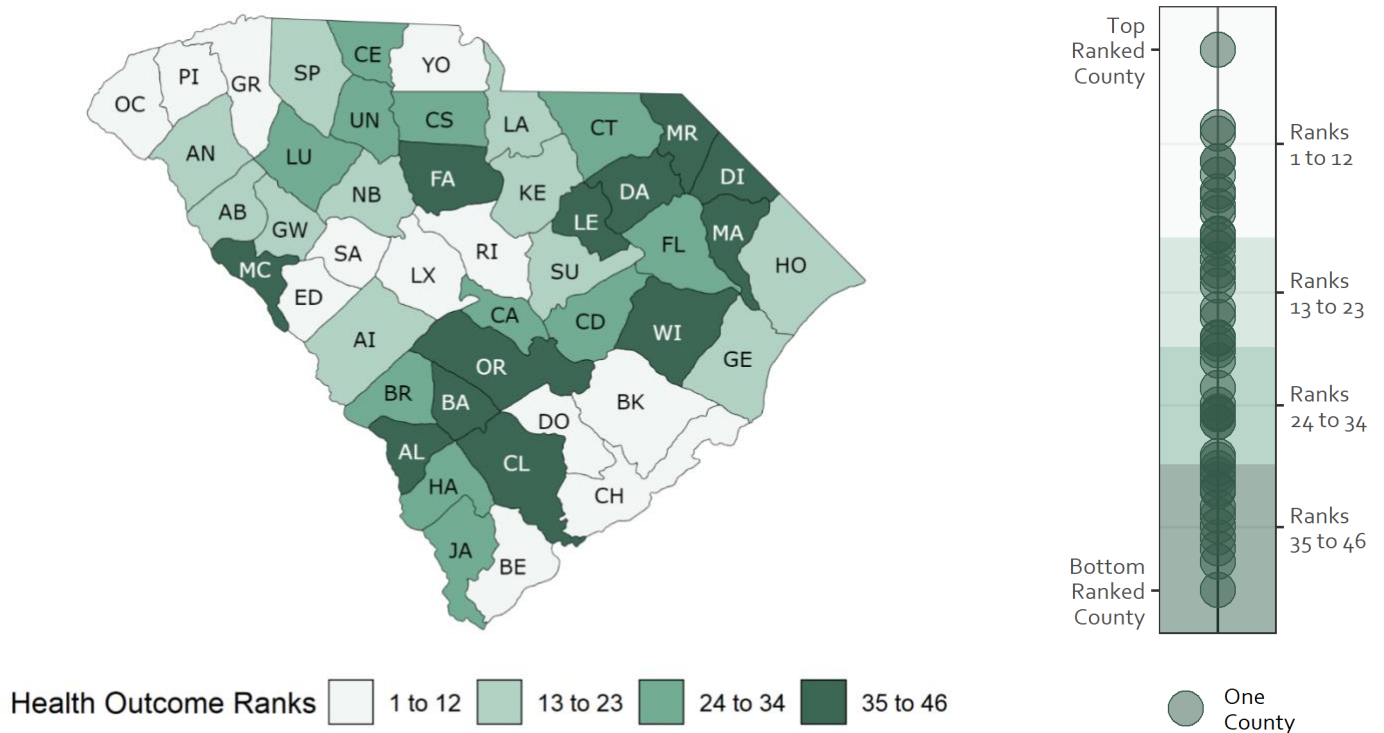 CE
YO
SP
PI
GR
OC
UN
CS
LA
CT
MR
AN
LU
FA
KE
DA
DI
NB
AB
GW
LE
MA
FL
SA
RI
MC
LX
SU
HO
ED
CA
CD
WI
AI
OR
GE
BR
BA
BK
DO
AL
CL
HA
CH
JA
BE
Health Outcome Ranks
1 to 12
13 to 23
24 to 34
35 to 46
Top
Ranked
County
Ranks
1 to 12
Ranks
13 to 23
Ranks
24 to 34
Ranks
35 to 46
Bottom
Ranked
County
One
County